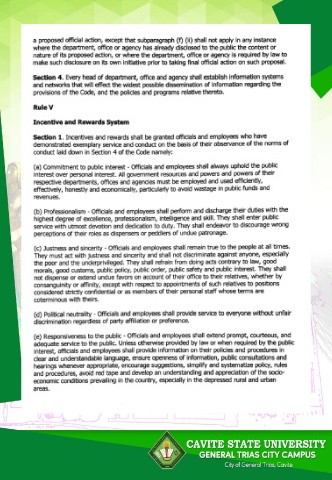 a proposed official action, except that subparagraph (f) (ii) shall not apply in any instance
where the department, office or agency has already disclosed to the public the content or
nature of its proposed action, or where the department, office or agency is required by law to
make such disclosure on its own initiative prior to taking final official action on such proposal.
Section 4. Every head of department, office and agency shall establish information systems
and networks that will effect the widest possible dissemination of information regarding the
provisions of the Code, and the policies and programs relative thereto.
Rule V
Incentive and Rewards System
Section 1. Incentives and rewards shall be granted officials and employees who have
demonstrated exemplary service and conduct on the basis of their observance of the norms of
conduct laid down in Section 4 of the Code namely:
(a) Commitment to public interest - Officials and employees shall always uphold the public
interest over personal interest. All government resources and powers and powers of their
respective departments, offices and agencies must be employed and used efficiently,
effectively, honestly and economically, particularly to avoid wastage in public funds and
revenues.
(b) Professionalism - Officials and employees shall perform and discharge their duties with the
highest degree of excellence, professionalism, intelligence and skill. They shall enter public
service with utmost devotion and dedication to duty. They shall endeavor to discourage wrong
perceptions of their roles as dispensers or peddlers of undue patronage.
(c) Justness and sincerity - Officials and employees shall remain true to the people at all times.
They must act with justness and sincerity and shall not discriminate against anyone, especially
the poor and the underprivileged. They shall refrain from doing acts contrary to law, good
morals, good customs, public policy, public order, public safety and public interest. They shall
not dispense or extend undue favors on account of their office to their relatives, whether by
consanguinity or affinity, except with respect to appointments of such relatives to positions
considered strictly confidential or as members of their personal staff whose terms are
coterminous with theirs.
(d) Political neutrality - Officials and employees shall provide service to everyone without unfair
discrimination regardless of party affiliation or preference.
(e) Responsiveness to the public - Officials and employees shall extend prompt, courteous, and
adequate service to the public. Unless otherwise provided by law or when required by the public
interest, officials and employees shall provide information on their policies and procedures in
clear and understandable language, ensure openness of information, public consultations and
hearings whenever appropriate, encourage suggestions, simplify and systematize policy, rules
and procedures, avoid red tape and develop an understanding and appreciation of the socio-
economic conditions prevailing in the country, especially in the depressed rural and urban
areas.
CAVITE STATE UNIVERSITY
GENERAL TRIAS CITY CAMPUS
City of General Trias, Cavite